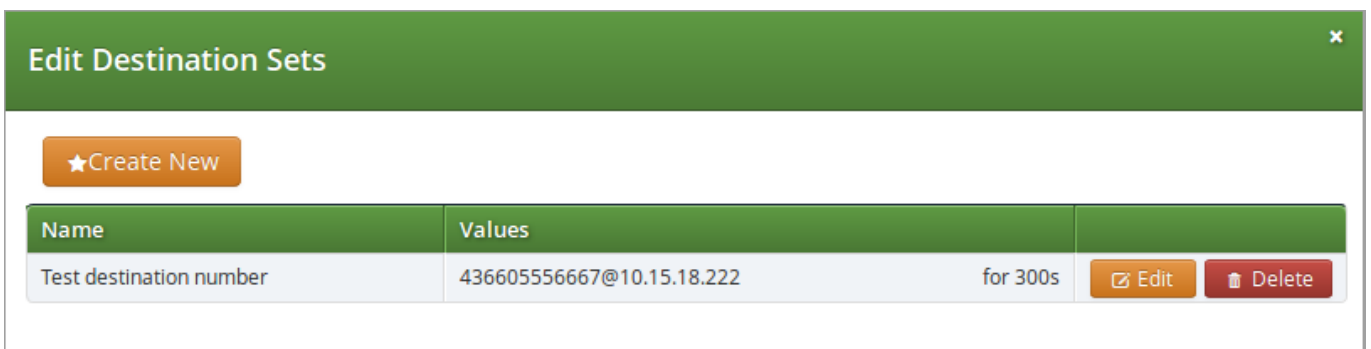 Edit Destination Sets
Create New
Name Values
Test destination number 436605556667@10.15.18.222 for 300s Edit Delete